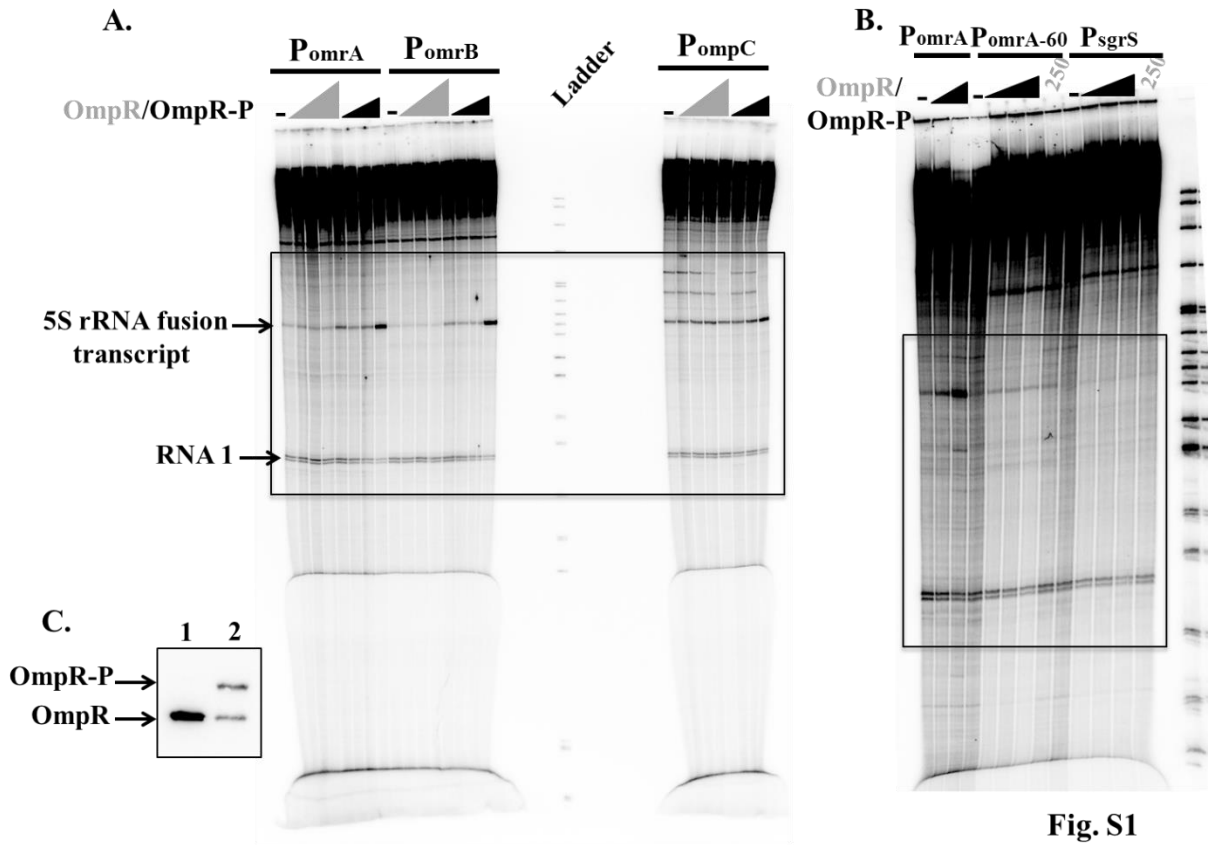 A.
PomrA PomrB Ladder PompC
OmpR/OmpR-P - - -
5S rRNA fusion
transcript
RNA 1
B.
PomrA PomrA-60 PsgrS
OmpR/ - - 250 - 250
OmpR-P
C.
1 2
OmpR-P
OmpR
Fig. S1